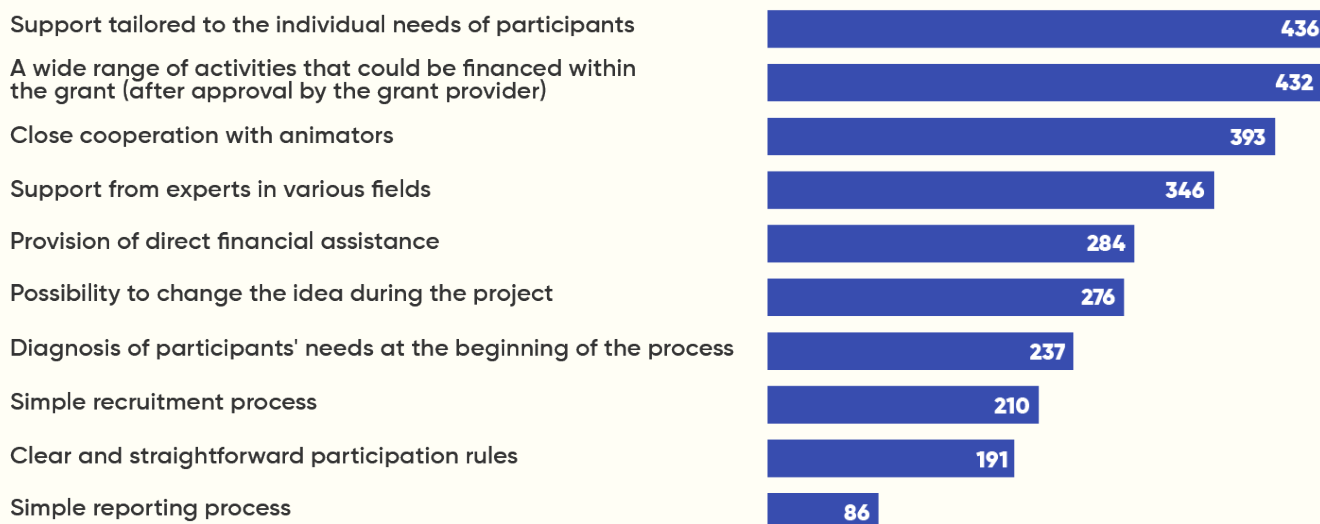 Support tailored to the individual needs of participants 436
A wide range of activities that could be financed within
the grant (after approval by the grant provider) 432
Close cooperation with animators 393
Support from experts in various fields 346
Provision of direct financial assistance 284
Possibility to change the idea during the project 276
Diagnosis of participants' needs at the beginning of the process 237
Simple recruitment process 210
Clear and straightforward participation rules 191
Simple reporting process 86